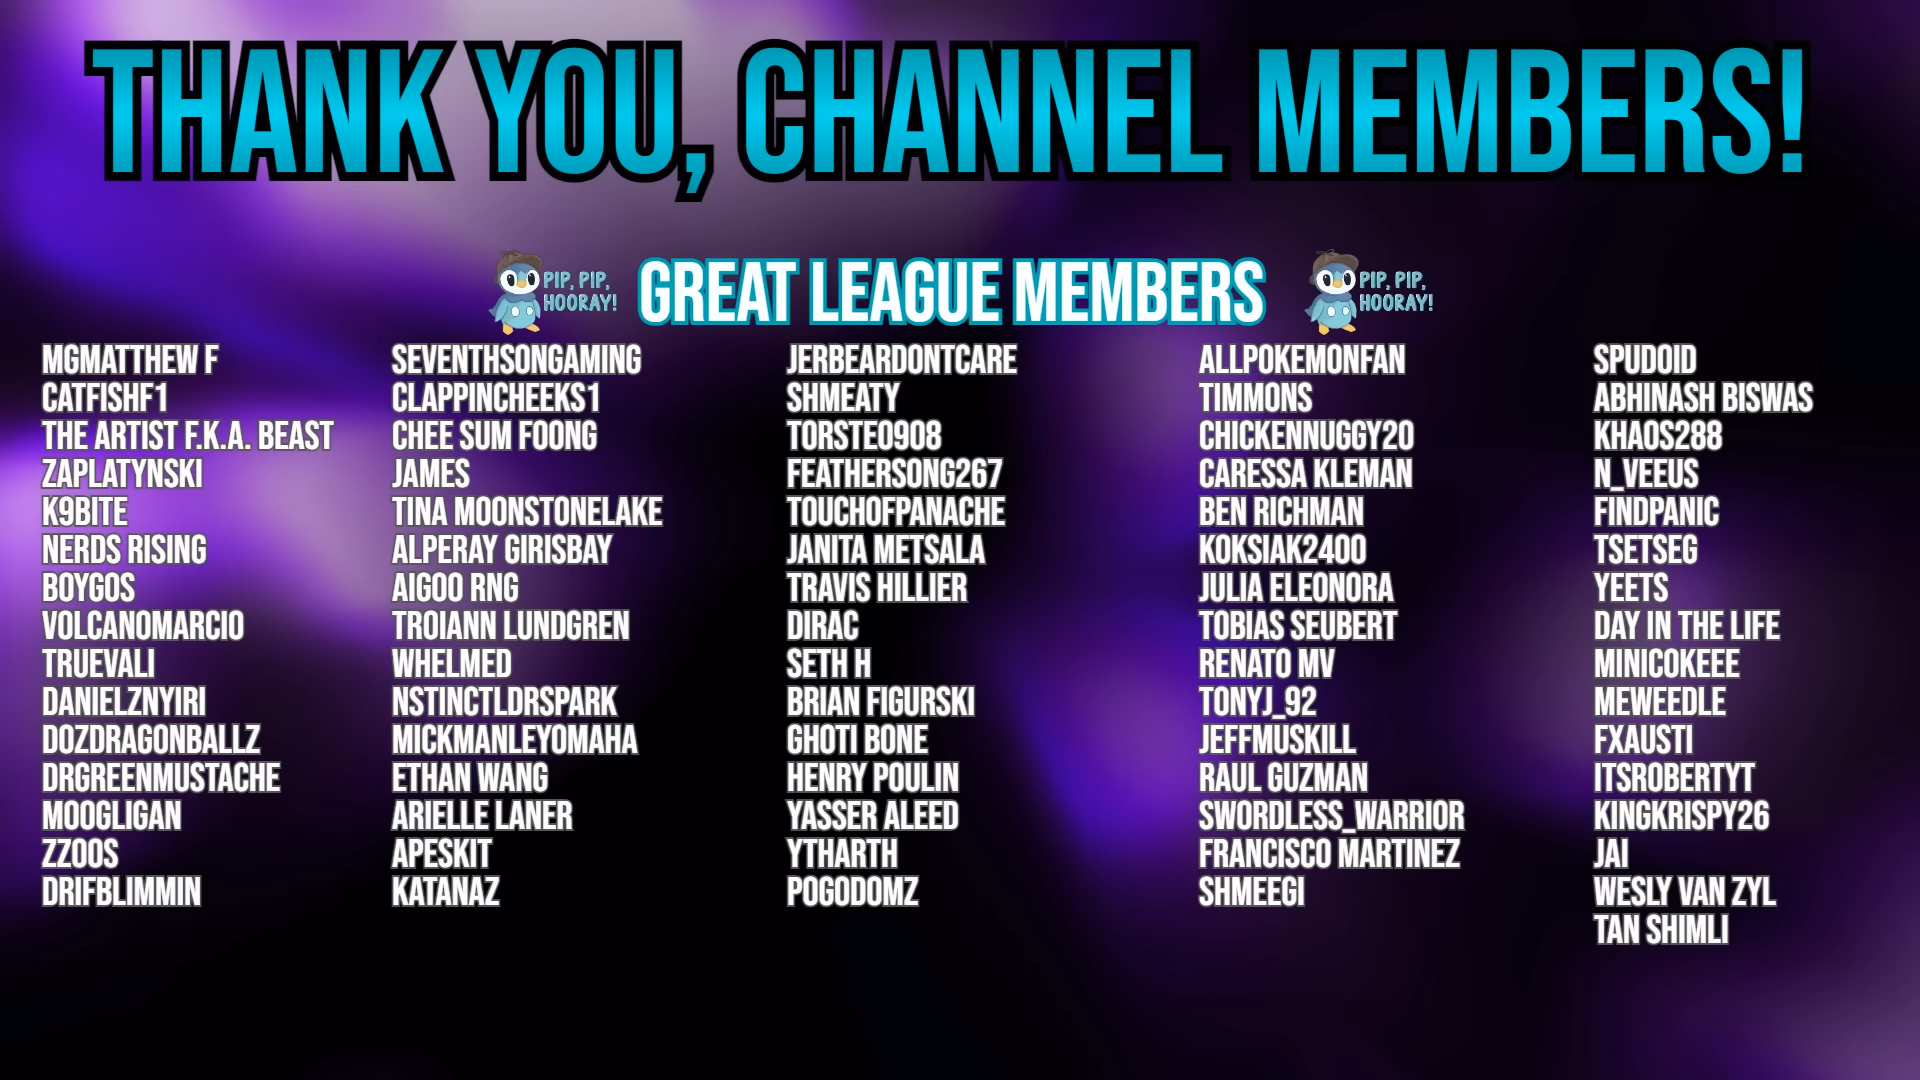 THANK YOU, CHANNEL MEMBERS!
PIP, PIP,
HOORAY!
GREAT LEAGUE MEMBERS
PIP, PIP,
HOORAY!
MGMATTHEW F
CATFISHF1
THE ARTIST F.K.A. BEAST
ZAPLATYNSKI
K9BITE
NERDS RISING
BOYGOS
VOLCANOMARCIO
TRUEVALI
DANIELZNYIRI
DOZDRAGONBALLZ
DRGREENMUSTACHE
MOOGLIGAN
ZZOOS
DRIFBLIMMIN
SEVENTHSONGAMING
CLAPPINCHEEKS1
CHEE SUM FOONG
JAMES
TINA MOONSTONELAKE
ALPERAY GIRISBAY
AIGOO RNG
TROIANN LUNDGREN
WHELMED
NSTINCTLDRSPARK
MICKMANLEYOMAHA
ETHAN WANG
ARIELLE LANER
APESKIT
KATANAZ
JERBEARDONTCARE
SHMEATY
TORSTE0908
FEATHERSONG267
TOUCHOFPANACHE
JANITA METSALA
TRAVIS HILLIER
DIRAC
SETH H
BRIAN FIGURSKI
GHOTI BONE
HENRY POULIN
YASSER ALEED
YTHARTH
POGODOMZ
ALLPOKEMONFAN
TIMMONS
CHICKENNUGGY20
CARESSA KLEMAN
BEN RICHMAN
KOKSIAK2400
JULIA ELEONORA
TOBIAS SEUBERT
RENATO MV
TONYJ_92
JEFFMUSKILL
RAUL GUZMAN
SWORDLESS_WARRIOR
FRANCISCO MARTINEZ
SHMEEGI
SPUDOID
ABHINASH BISWAS
KHAOS288
N_VEEUS
FINDPANIC
TSETSEG
YEETS
DAY IN THE LIFE
MINICOKEEE
MEWEEDLE
FXAUSTI
ITSROBERTYT
KINGKRISPY26
JAI
WESLY VAN ZYL
TAN SHIMLI